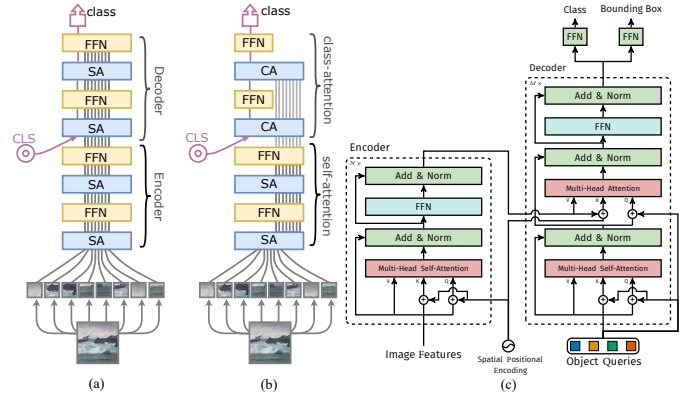 class
FFN
SA
FFN
SA
FFN
SA
FFN
SA
CLS
Decoder
Encoder
(a)
class
FFN
CA
FFN
CA
FFN
SA
FFN
SA
CLS
class-attention
self-attention
(b)
Encoder
N×
Add & Norm
FFN
Add & Norm
Multi-Head Self-Attention
V K Q
Image Features
Spatial Positional
Encoding
Class
Bounding Box
FFN
FFN
Decoder
M×
Add & Norm
FFN
Add & Norm
Multi-Head Attention
V K Q
Add & Norm
Multi-Head Self-Attention
V K Q
Object Queries
(c)